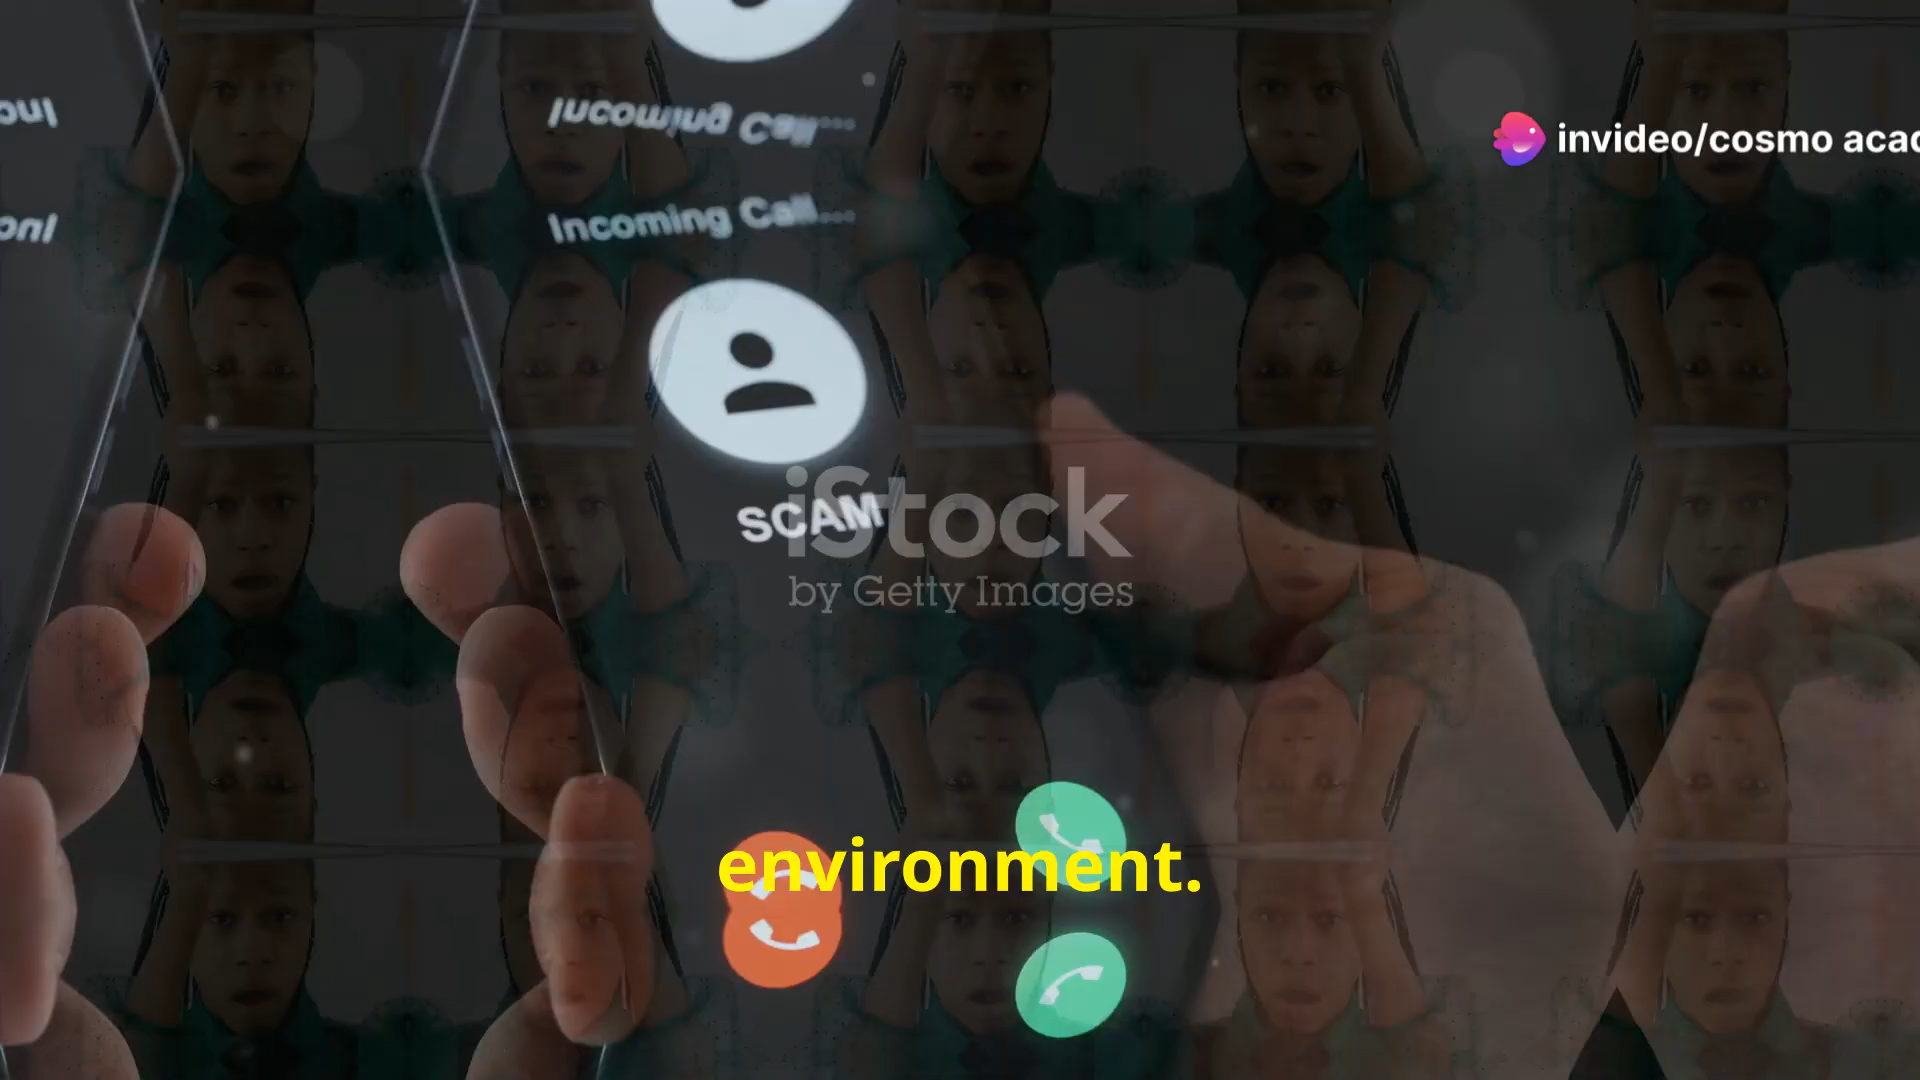 Incoming Call...
invideo/cosmo acad
Incoming Call...
SCAM
iStock
by Getty Images
environment.